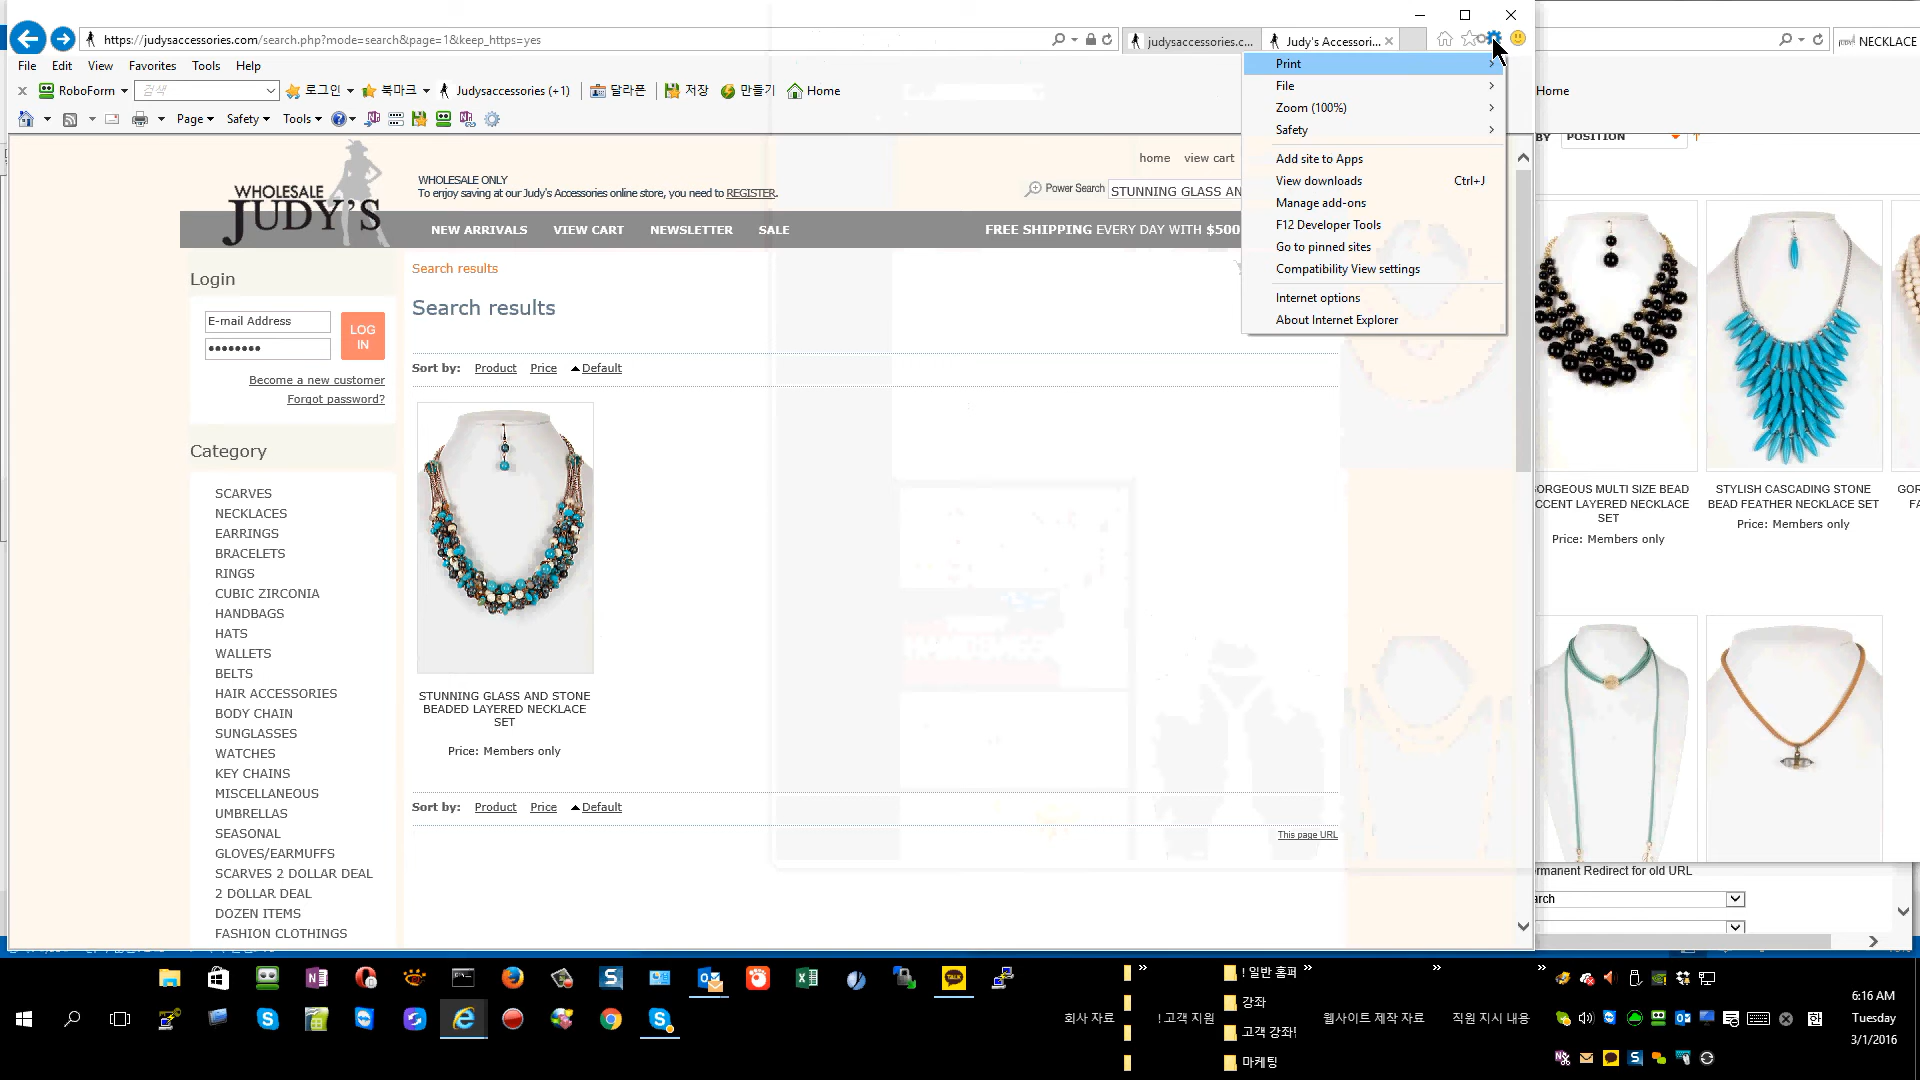 https://judysaccessories.com/search.php?mode=search&page=1&keep_https=yes
judysaccessories.c...
Judy's Accessori...
NECKLACE
File Edit View Favorites Tools Help
RoboForm 검색 로그인 북마크 Judysaccessories (+1) 달라폰 저장 만들기 Home
Home
Page Safety Tools
Print
File
Zoom (100%)
Safety
Add site to Apps
View downloads Ctrl+J
Manage add-ons
F12 Developer Tools
Go to pinned sites
Compatibility View settings
Internet options
About Internet Explorer
BY POSITION
WHOLESALE
JUDY'S
WHOLESALE ONLY
To enjoy saving at our Judy's Accessories online store, you need to REGISTER.
home view cart
Power Search STUNNING GLASS AN
NEW ARRIVALS VIEW CART NEWSLETTER SALE FREE SHIPPING EVERY DAY WITH $500
Login
E-mail Address
LOG
IN
Become a new customer
Forgot password?
Category
SCARVES
NECKLACES
EARRINGS
BRACELETS
RINGS
CUBIC ZIRCONIA
HANDBAGS
HATS
WALLETS
BELTS
HAIR ACCESSORIES
BODY CHAIN
SUNGLASSES
WATCHES
KEY CHAINS
MISCELLANEOUS
UMBRELLAS
SEASONAL
GLOVES/EARMUFFS
SCARVES 2 DOLLAR DEAL
2 DOLLAR DEAL
DOZEN ITEMS
FASHION CLOTHINGS
Search results
Search results
Sort by: Product Price Default
STUNNING GLASS AND STONE
BEADED LAYERED NECKLACE
SET
Price: Members only
Sort by: Product Price Default
This page URL
ORGEOUS MULTI SIZE BEAD
CCENT LAYERED NECKLACE
SET
Price: Members only
STYLISH CASCADING STONE
BEAD FEATHER NECKLACE SET
Price: Members only
GOR
FA
rmanent Redirect for old URL
arch
회사 자료
! 고객 지원
! 일반 홈피
강좌
고객 강좌!
마케팅
웹사이트 제작 자료
직원 지시 내용
TALK
한
6:16 AM
Tuesday
3/1/2016